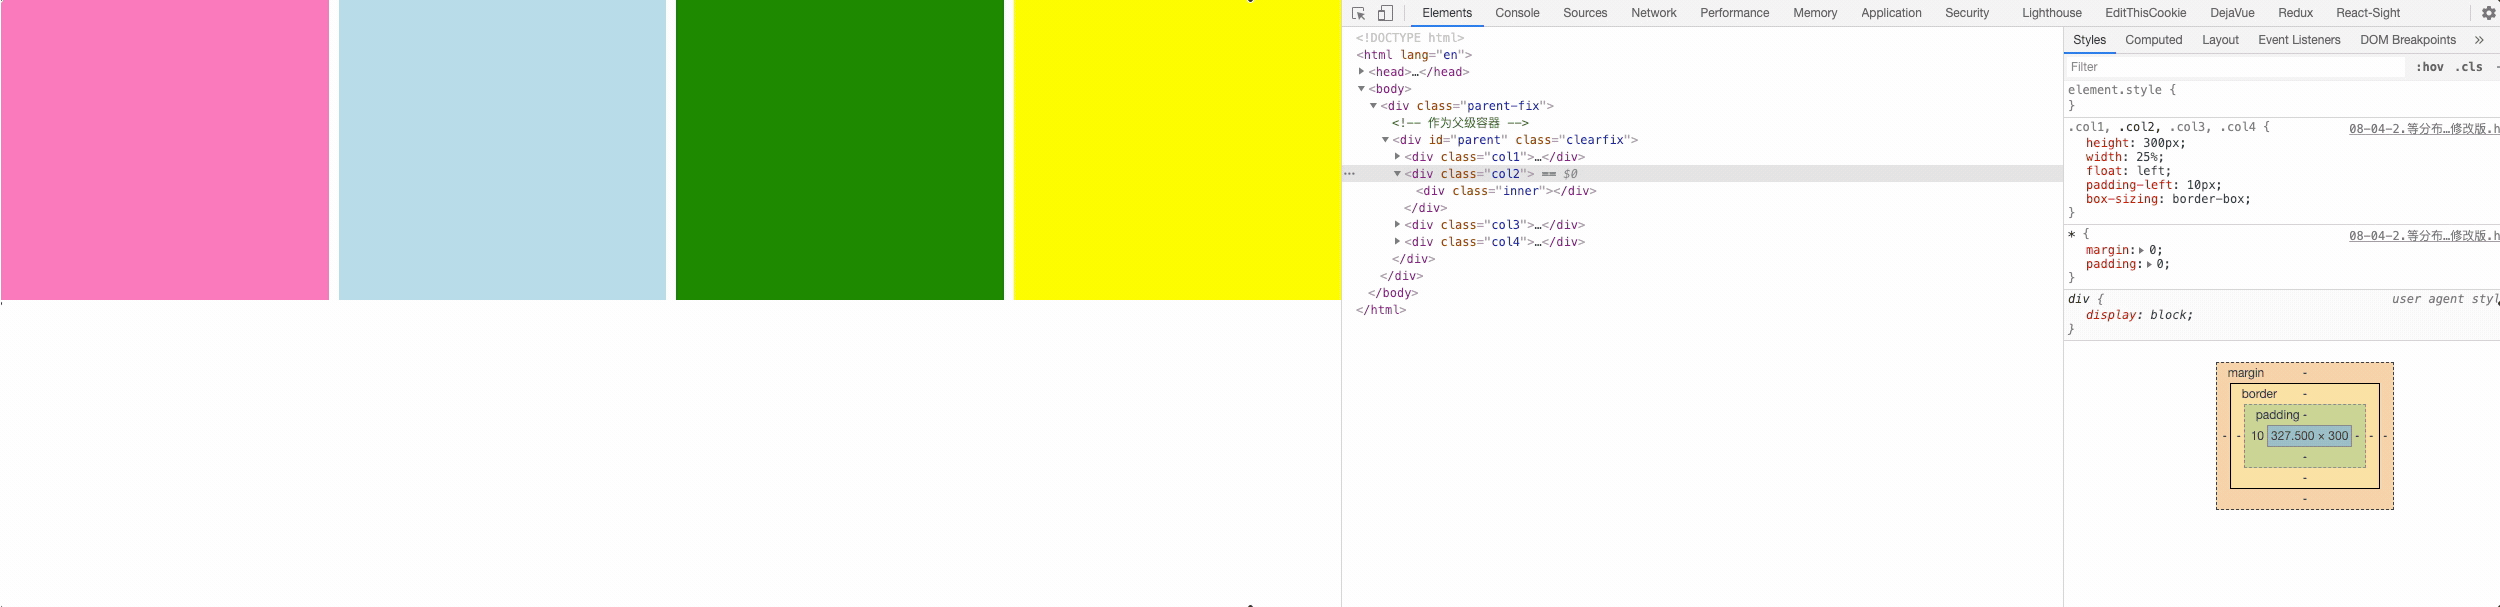 Elements Console Sources Network Performance Memory Application Security Lighthouse EditThisCookie DejaVue Redux React-Sight
<!DOCTYPE html>
<html lang="en">
<head>…</head>
<body>
<div class="parent-fix">
<!-- 作为父级容器 -->
<div id="parent" class="clearfix">
<div class="col1">…</div>
<div class="col2"> == $0
<div class="inner"></div>
</div>
<div class="col3">…</div>
<div class="col4">…</div>
</div>
</div>
</body>
</html>
Styles Computed Layout Event Listeners DOM Breakpoints »
Filter :hov .cls
element.style {
}
.col1, .col2, .col3, .col4 { 08-04-2.等分布…修改版.h
height: 300px;
width: 25%;
float: left;
padding-left: 10px;
box-sizing: border-box;
}
* { 08-04-2.等分布…修改版.h
margin: 0;
padding: 0;
}
div { user agent styl
display: block;
}
margin -
border -
padding -
- - 10 327.500 × 300 - - -
-
-
-